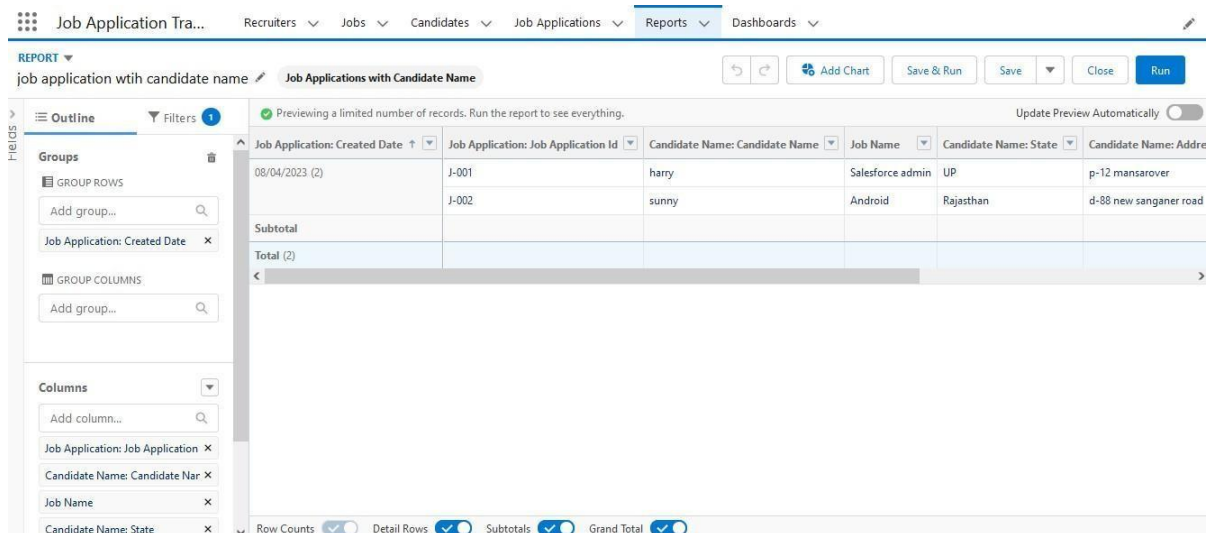 Job Application Tra...
Recruiters
Jobs
Candidates
Job Applications
Reports
Dashboards
REPORT
job application wtih candidate name
Job Applications with Candidate Name
Add Chart
Save & Run
Save
Close
Run
Fields
Outline
Filters 1
Previewing a limited number of records. Run the report to see everything.
Update Preview Automatically
Groups
GROUP ROWS
Add group...
Job Application: Created Date
GROUP COLUMNS
Add group...
Columns
Add column...
Job Application: Job Application
Candidate Name: Candidate Nar
Job Name
Candidate Name: State
Job Application: Created Date ↑ Job Application: Job Application Id Candidate Name: Candidate Name Job Name Candidate Name: State Candidate Name: Addre
08/04/2023 (2) J-001 harry Salesforce admin UP p-12 mansarover
J-002 sunny Android Rajasthan d-88 new sanganer road
Subtotal
Total (2)
Row Counts
Detail Rows
Subtotals
Grand Total